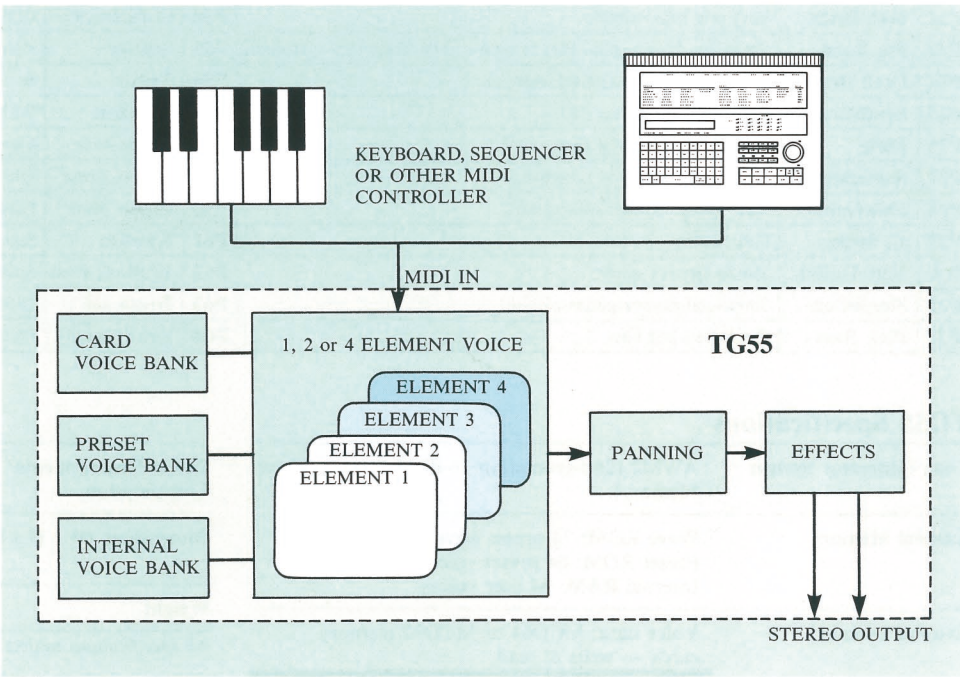 KEYBOARD, SEQUENCER
OR OTHER MIDI
CONTROLLER
MIDI IN
CARD
VOICE BANK
PRESET
VOICE BANK
INTERNAL
VOICE BANK
1, 2 or 4 ELEMENT VOICE
ELEMENT 4
ELEMENT 3
ELEMENT 2
ELEMENT 1
TG55
PANNING
EFFECTS
STEREO OUTPUT